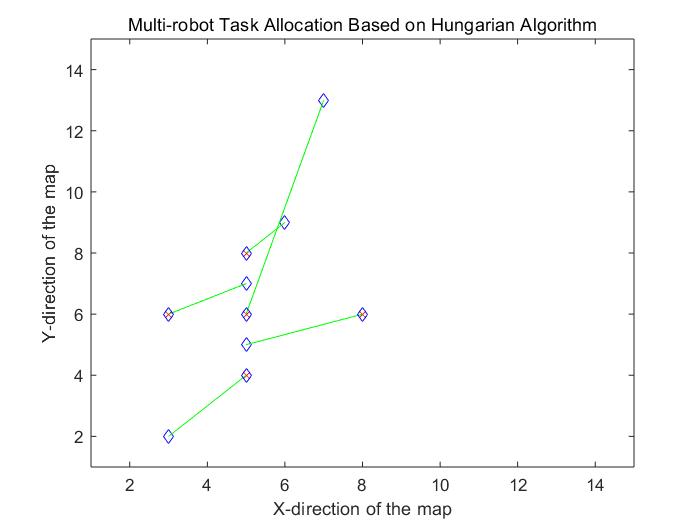 Multi-robot Task Allocation Based on Hungarian Algorithm
14
12
10
8
6
4
2
Y-direction of the map
2 4 6 8 10 12 14
X-direction of the map